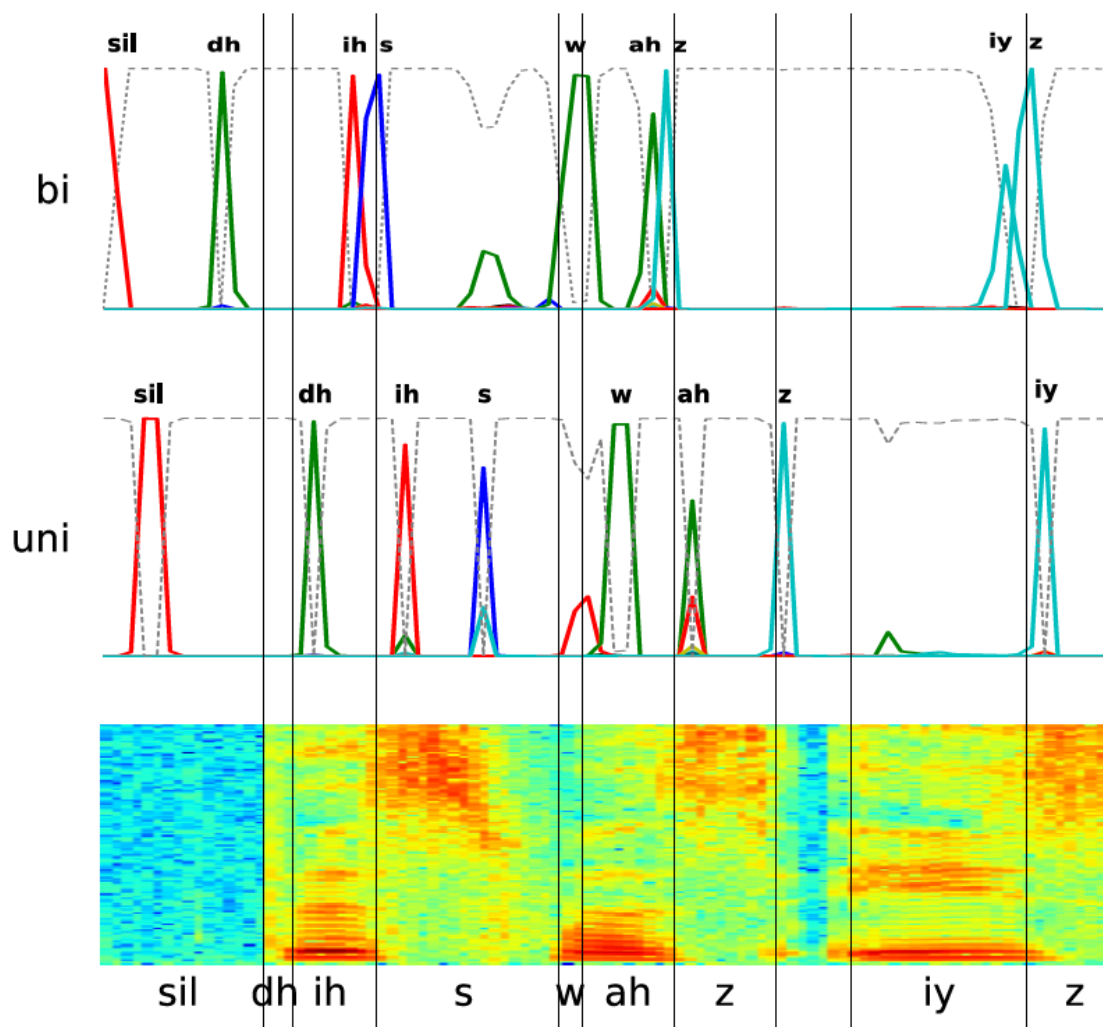 sil dh ih s w ah z iy z
bi
sil dh ih s w ah z iy
uni
sil dh ih s w ah z iy z